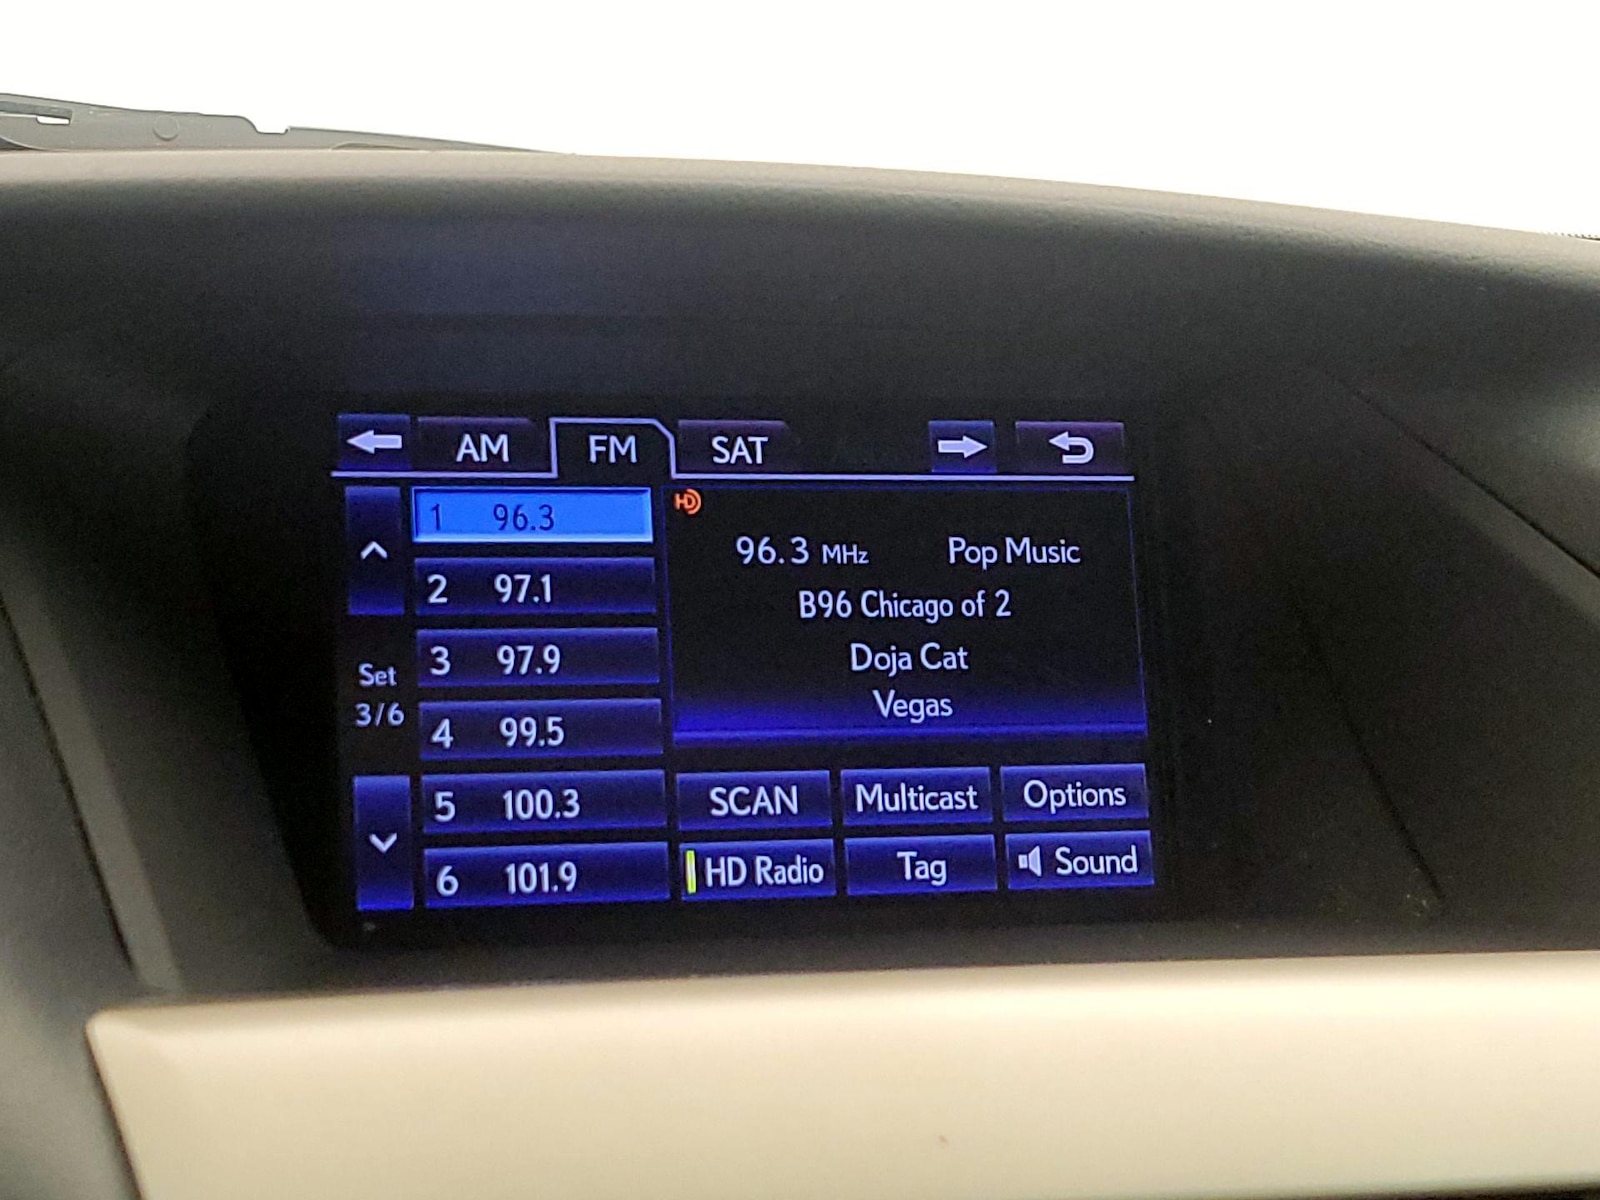 AM FM SAT
1 96.3
2 97.1
3 97.9
4 99.5
5 100.3
6 101.9
Set
3/6
HD
96.3 MHz Pop Music
B96 Chicago of 2
Doja Cat
Vegas
SCAN Multicast Options
HD Radio Tag Sound